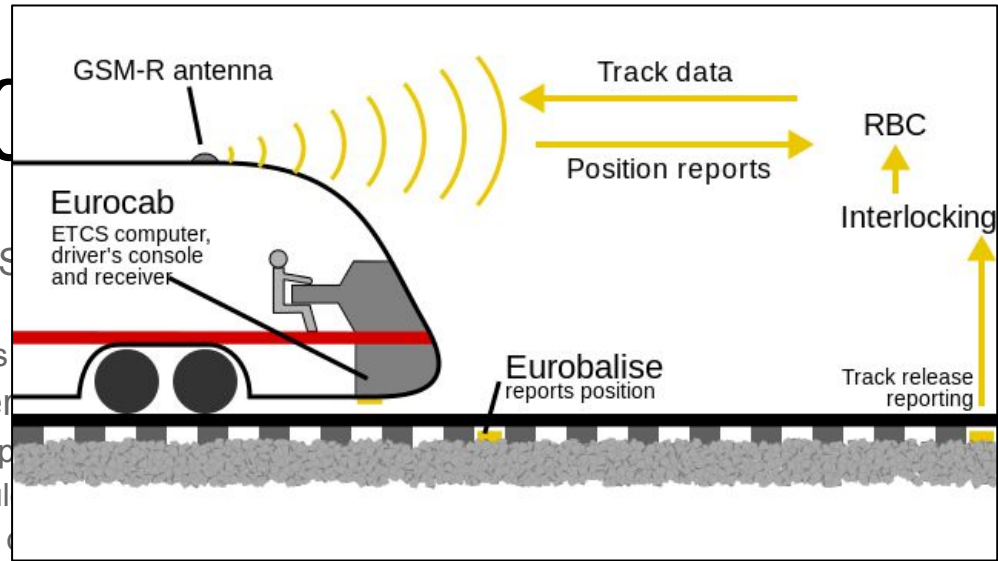 GSM-R antenna
Track data
RBC
Position reports
Eurocab
ETCS computer,
driver's console
and receiver
Interlocking
Eurobalise
reports position
Track release
reporting